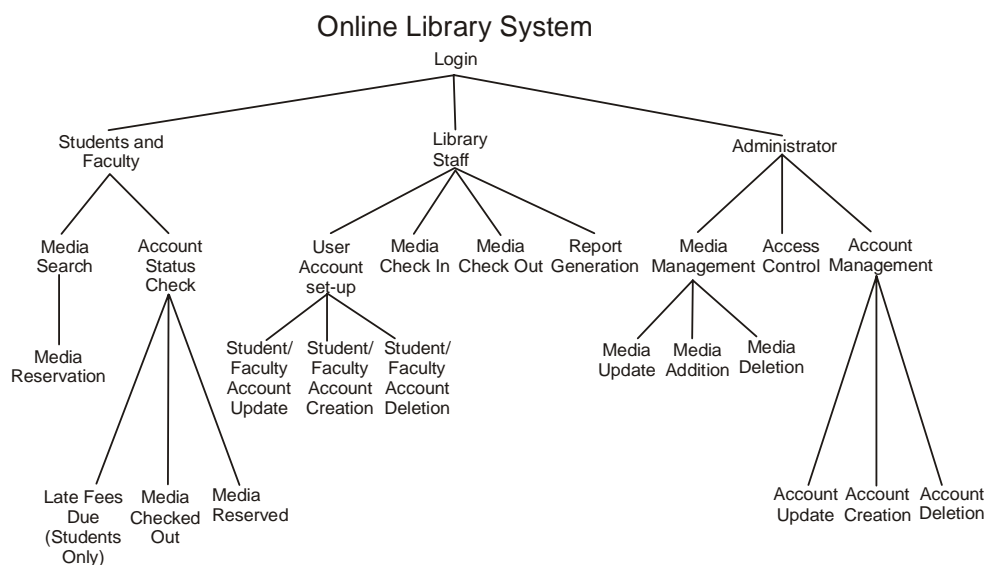 Online Library System
Login
Students and
Faculty
Library
Staff
Administrator
Media
Search
Account
Status
Check
User
Account
set-up
Media
Check In
Media
Check Out
Report
Generation
Media
Management
Access
Control
Account
Management
Media
Reservation
Student/
Faculty
Account
Update
Student/
Faculty
Account
Creation
Student/
Faculty
Account
Deletion
Media
Update
Media
Addition
Media
Deletion
Late Fees
Due
(Students
Only)
Media
Checked
Out
Media
Reserved
Account
Update
Account
Creation
Account
Deletion